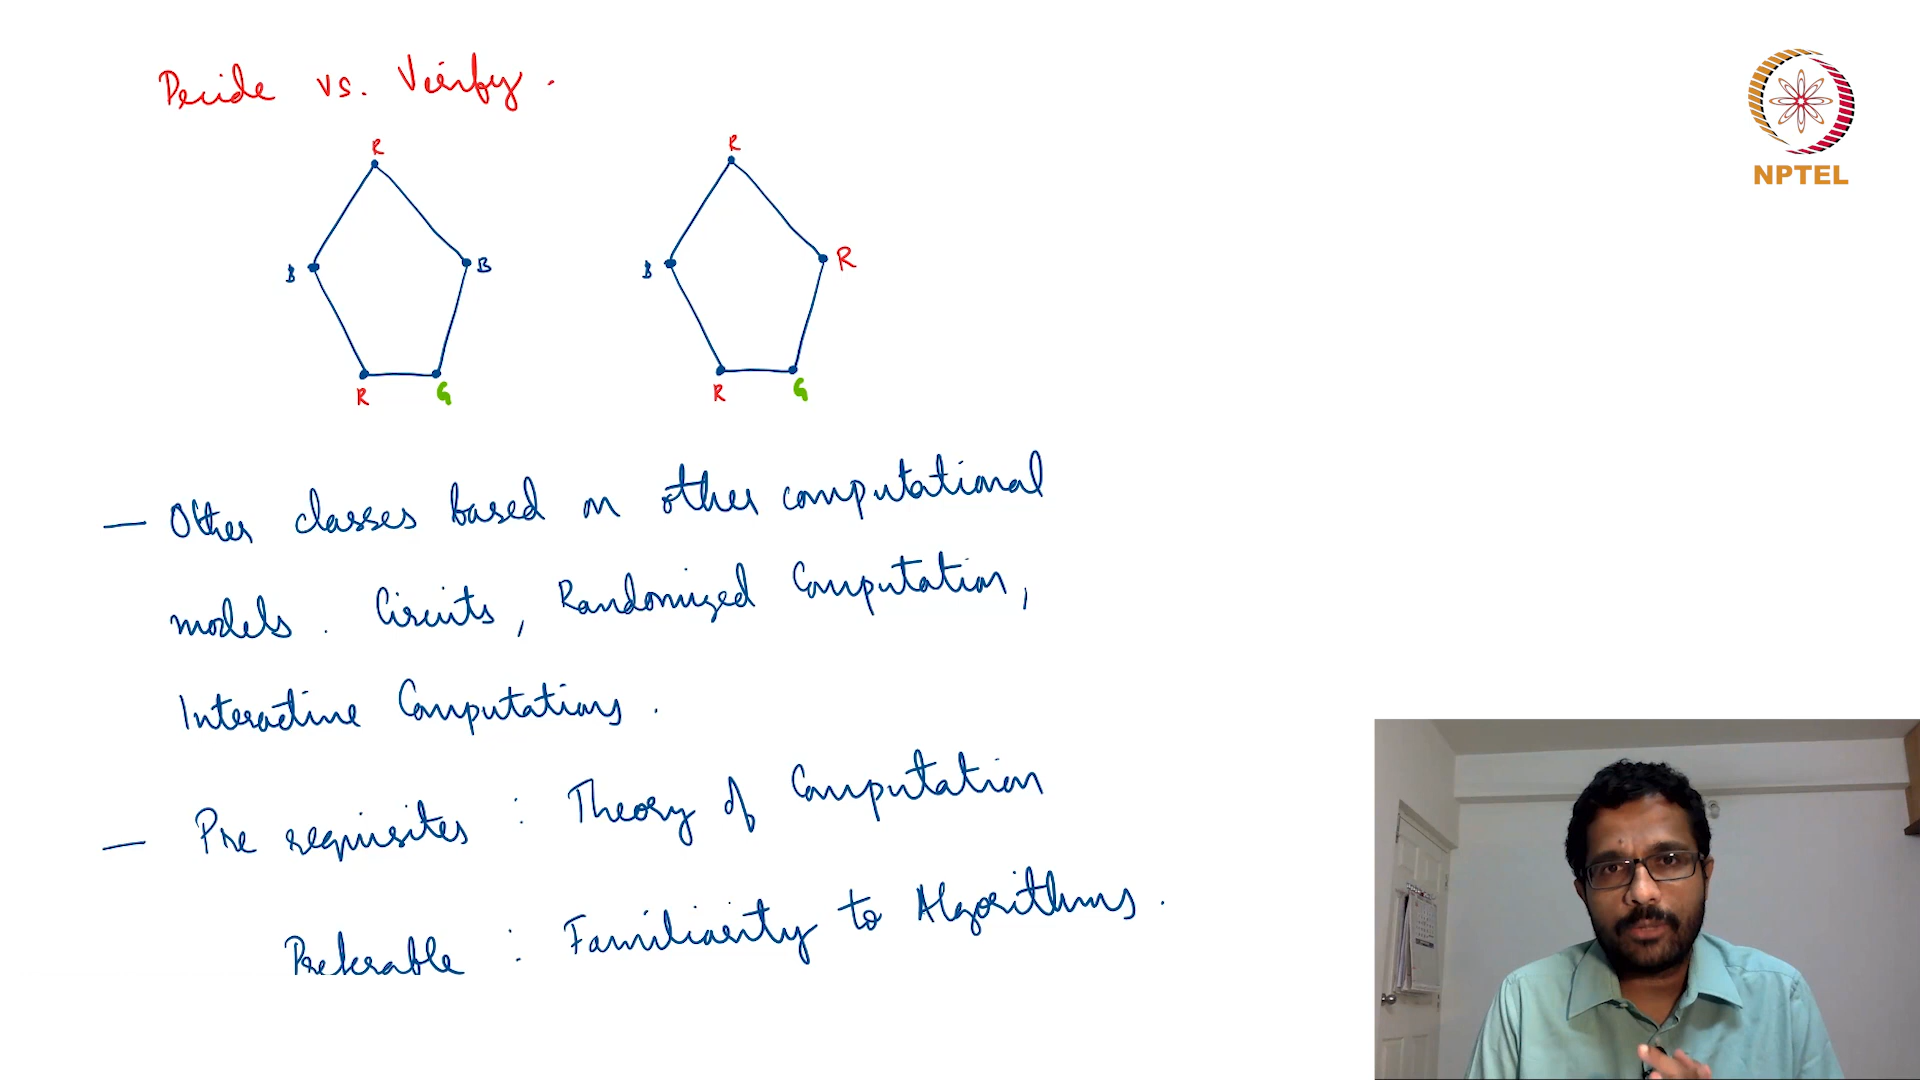 Decide vs. Verify.
NPTEL
R R
B B B R
R G R G
— Other classes based on other computational
models. Circuits, Randomized Computation,
Interactive Computations.
— Pre requisites : Theory of Computation
Preferable : Familiarity to Algorithms.